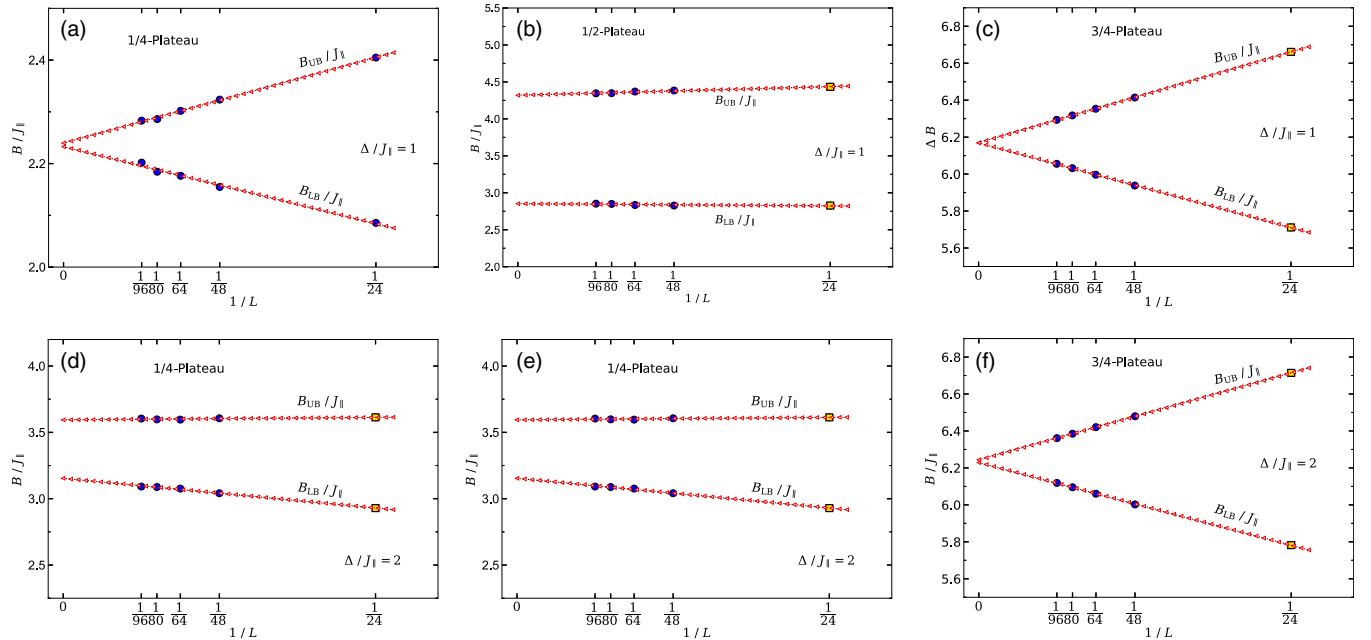 (a)
1/4-Plateau
B_UB / J_∥
Δ / J_∥ = 1
B_LB / J_∥
B / J_∥
2.4
2.2
2.0
0 1/96 1/80 1/64 1/48 1/24
1 / L
(b)
1/2-Plateau
B_UB / J_∥
Δ / J_∥ = 1
B_LB / J_∥
B / J_∥
5.5
5.0
4.5
4.0
3.5
3.0
2.5
2.0
0 1/96 1/80 1/64 1/48 1/24
1 / L
(c)
3/4-Plateau
B_UB / J_∥
Δ / J_∥ = 1
B_LB / J_∥
Δ B
6.8
6.6
6.4
6.2
6.0
5.8
5.6
0 1/96 1/80 1/64 1/48 1/24
1 / L
(d)
1/4-Plateau
B_UB / J_∥
B_LB / J_∥
Δ / J_∥ = 2
B / J_∥
4.0
3.5
3.0
2.5
0 1/96 1/80 1/64 1/48 1/24
1 / L
(e)
1/4-Plateau
B_UB / J_∥
B_LB / J_∥
Δ / J_∥ = 2
B / J_∥
4.0
3.5
3.0
2.5
0 1/96 1/80 1/64 1/48 1/24
1 / L
(f)
3/4-Plateau
B_UB / J_∥
Δ / J_∥ = 2
B_LB / J_∥
B / J_∥
6.8
6.6
6.4
6.2
6.0
5.8
5.6
0 1/96 1/80 1/64 1/48 1/24
1 / L